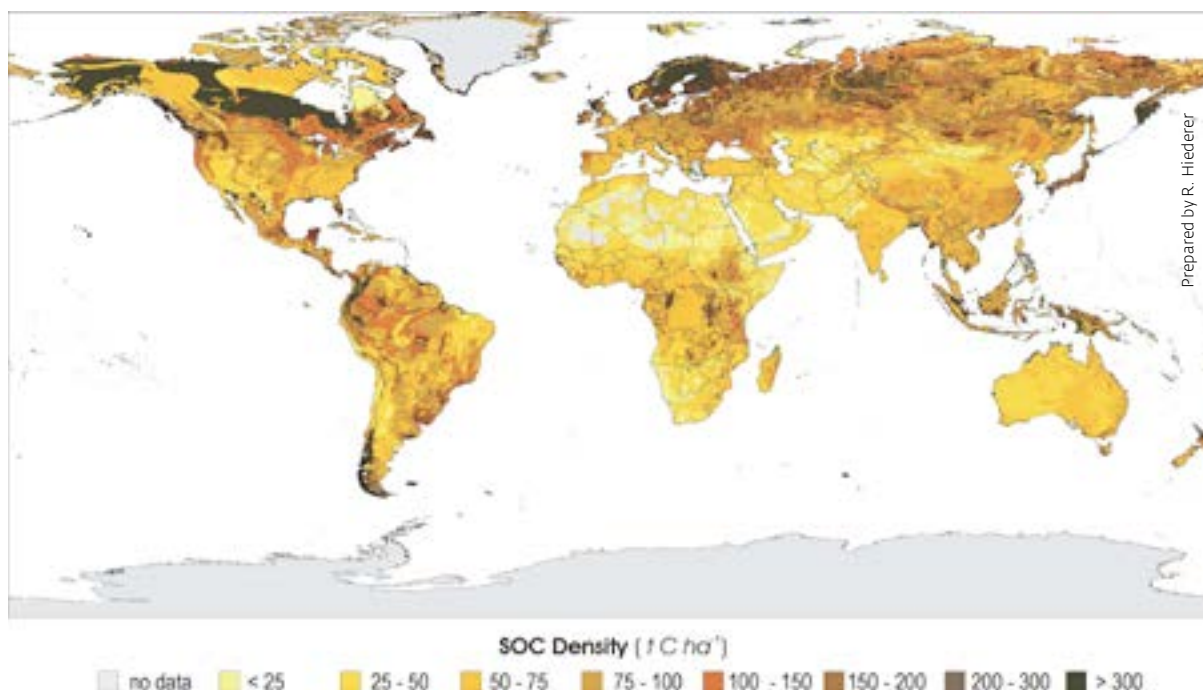 Prepared by R. Hiederer
SOC Density ( t C ha⁻¹)
no data < 25 25 - 50 50 - 75 75 - 100 100 - 150 150 - 200 200 - 300 > 300